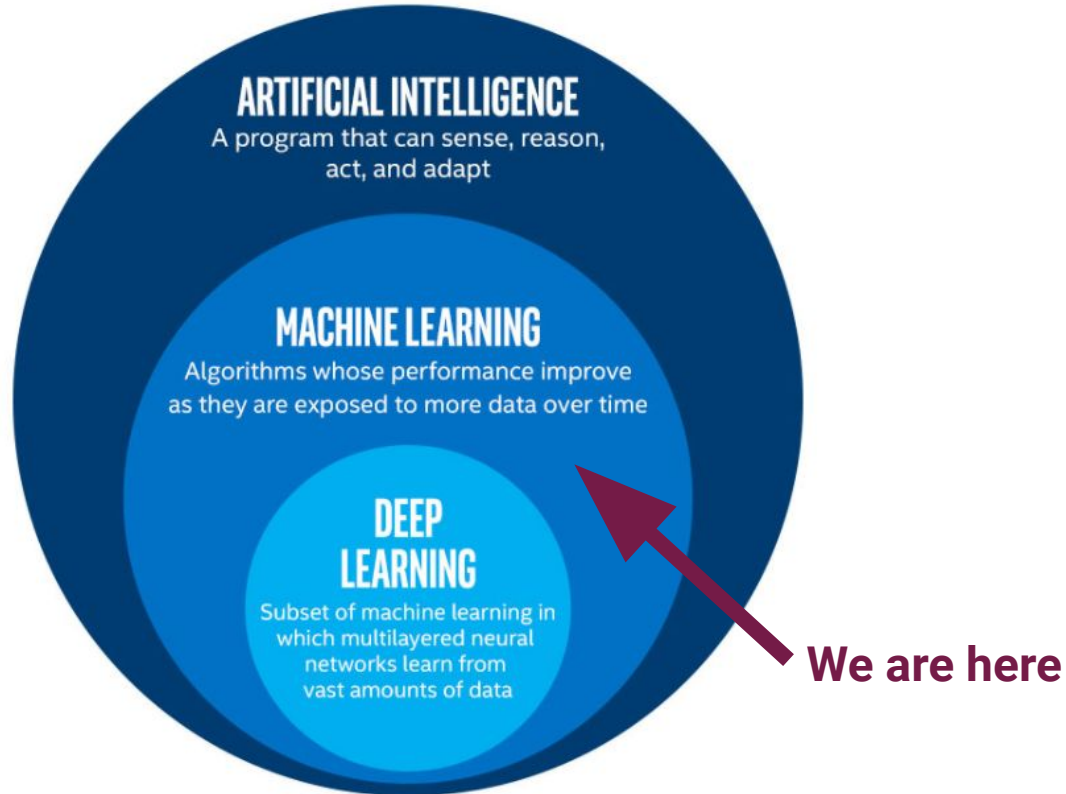 ARTIFICIAL INTELLIGENCE
A program that can sense, reason,
act, and adapt
MACHINE LEARNING
Algorithms whose performance improve
as they are exposed to more data over time
DEEP
LEARNING
Subset of machine learning in
which multilayered neural
networks learn from
vast amounts of data
We are here